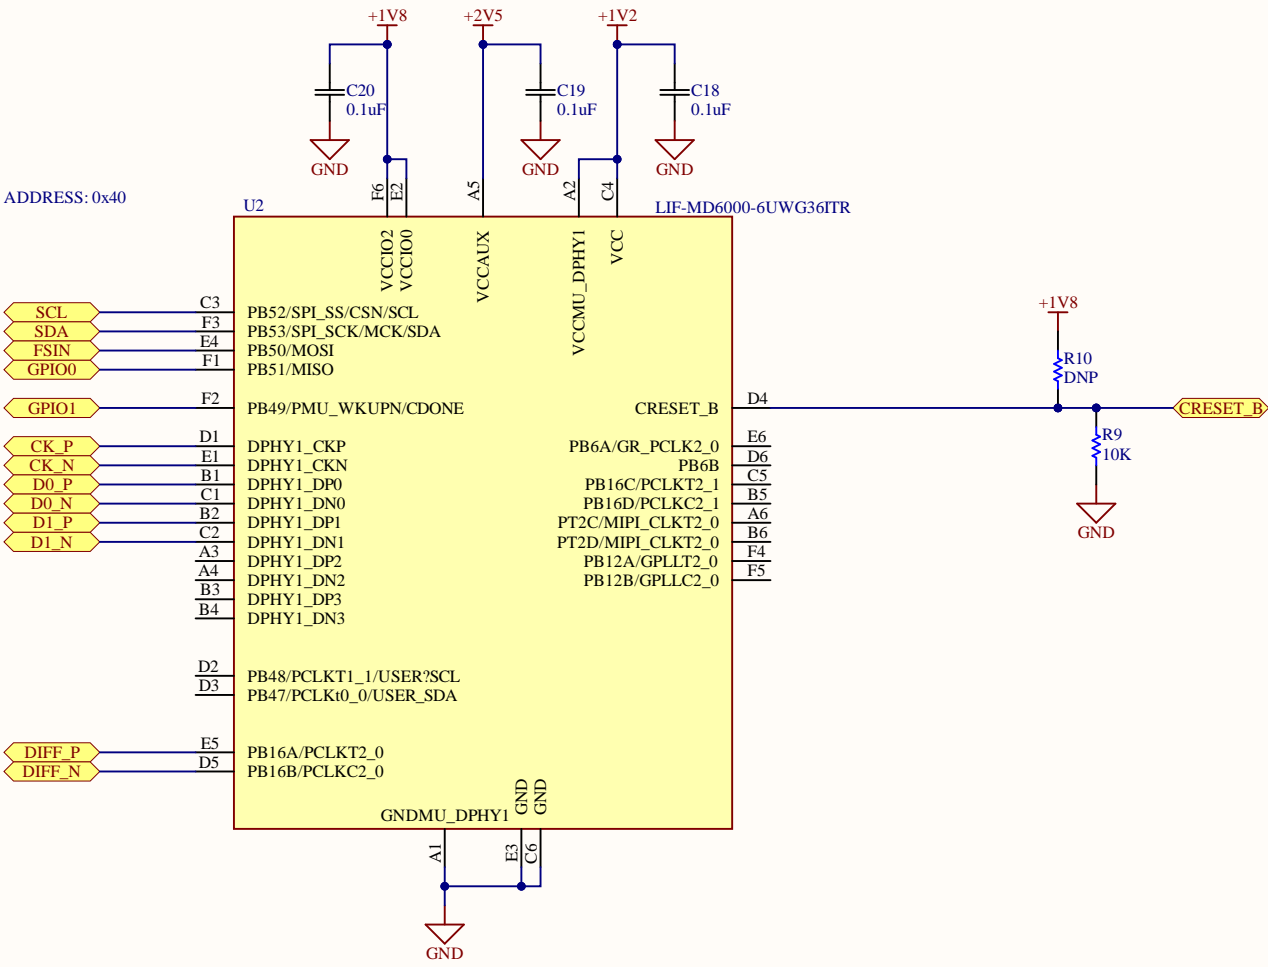 +1V8
+2V5
+1V2
C20
0.1uF
C19
0.1uF
C18
0.1uF
GND
GND
GND
ADDRESS: 0x40
F6
E2
A5
A2
C4
U2
LIF-MD6000-6UWG36ITR
VCCIO2
VCCIO0
VCCAUX
VCCMU_DPHY1
VCC
SCL
C3
PB52/SPI_SS/CSN/SCL
SDA
F3
PB53/SPI_SCK/MCK/SDA
FSIN
E4
PB50/MOSI
GPIO0
F1
PB51/MISO
GPIO1
F2
PB49/PMU_WKUPN/CDONE
CK_P
D1
DPHY1_CKP
CK_N
E1
DPHY1_CKN
D0_P
B1
DPHY1_DP0
D0_N
C1
DPHY1_DN0
D1_P
B2
DPHY1_DP1
D1_N
C2
DPHY1_DN1
A3
DPHY1_DP2
A4
DPHY1_DN2
B3
DPHY1_DP3
B4
DPHY1_DN3
D2
PB48/PCLKT1_1/USER?SCL
D3
PB47/PCLKt0_0/USER_SDA
DIFF_P
E5
PB16A/PCLKT2_0
DIFF_N
D5
PB16B/PCLKC2_0
CRESET_B
D4
PB6A/GR_PCLK2_0
E6
PB6B
D6
PB16C/PCLKT2_1
C5
PB16D/PCLKC2_1
B5
PT2C/MIPI_CLKT2_0
A6
PT2D/MIPI_CLKT2_0
B6
PB12A/GPLLT2_0
F4
PB12B/GPLLC2_0
F5
+1V8
R10
DNP
CRESET_B
R9
10K
GND
GNDMU_DPHY1
GND
GND
A1
E3
C6
GND